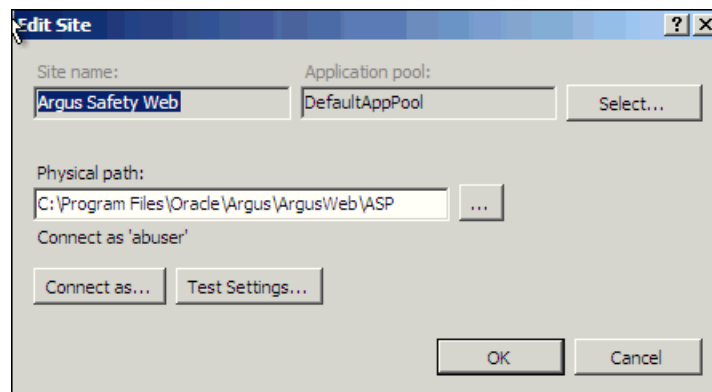 Edit Site
? X
Site name: Application pool:
Argus Safety Web DefaultAppPool Select...
Physical path:
C:\Program Files\Oracle\Argus\ArgusWeb\ASP ...
Connect as 'abuser'
Connect as... Test Settings...
OK Cancel